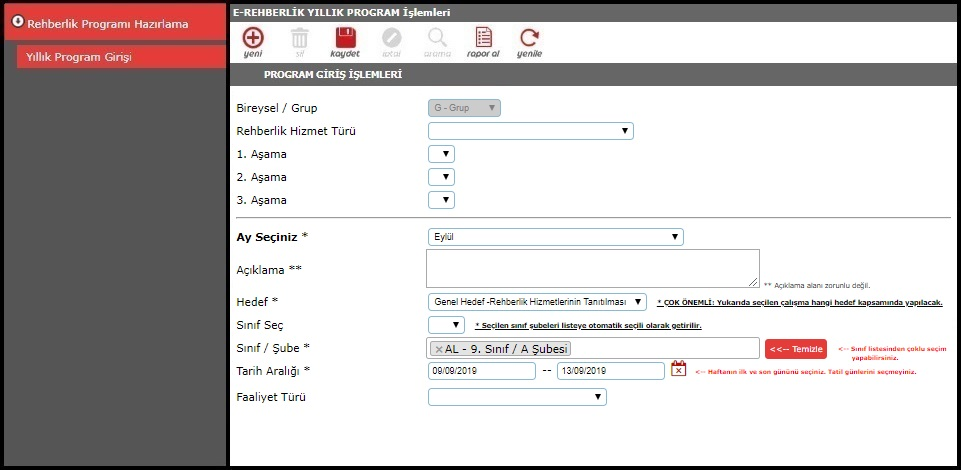 Rehberlik Programı Hazırlama
Yıllık Program Girişi
E-REHBERLİK YILLIK PROGRAM İşlemleri
yeni sil kaydet iptal arama rapor al yenile
PROGRAM GİRİŞ İŞLEMLERİ
Bireysel / Grup G - Grup
Rehberlik Hizmet Türü
1. Aşama
2. Aşama
3. Aşama
Ay Seçiniz * Eylül
Açıklama ** ** Açıklama alanı zorunlu değil.
Hedef * Genel Hedef -Rehberlik Hizmetlerinin Tanıtılması * ÇOK ÖNEMLİ: Yukarıda seçilen çalışma hangi hedef kapsamında yapılacak.
Sınıf Seç * Seçilen sınıf şubeleri listeye otomatik seçili olarak getirilir.
Sınıf / Şube * ×AL - 9. Sınıf / A Şubesi <<-- Temizle <-- Sınıf listesinden çoklu seçim
yapabilirsiniz.
Tarih Aralığı * 09/09/2019 -- 13/09/2019 <-- Haftanın ilk ve son gününü seçiniz. Tatil günlerini seçmeyiniz.
Faaliyet Türü